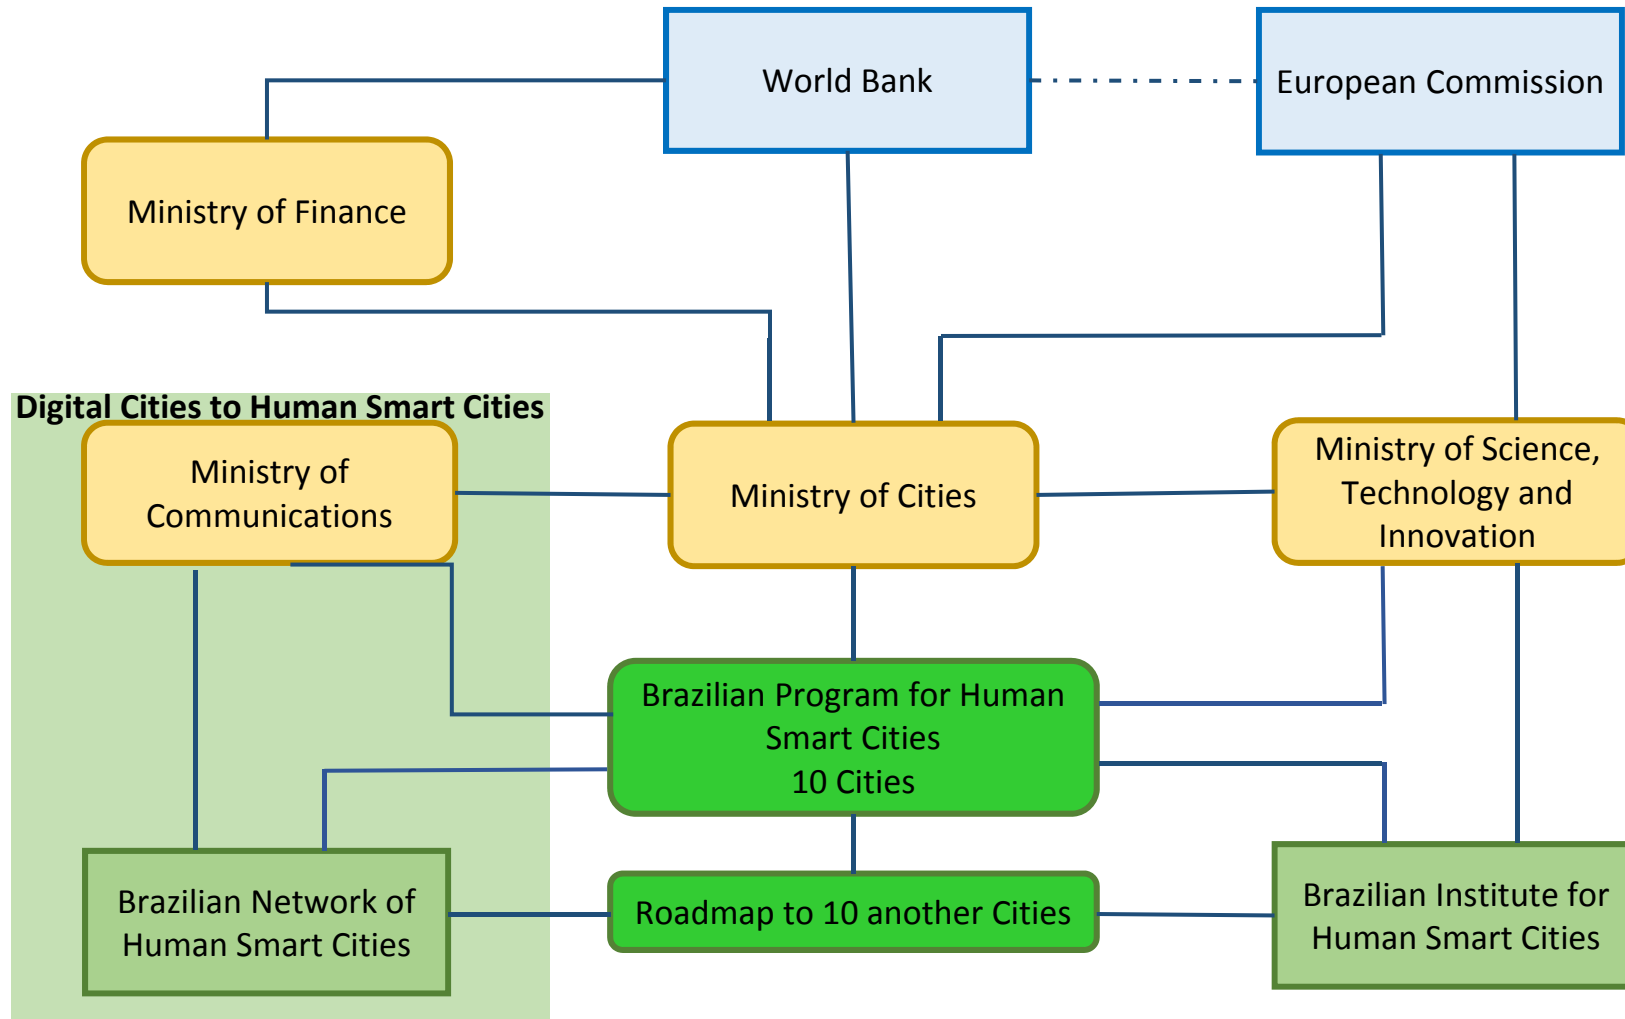 World Bank
European Commission
Ministry of Finance
Digital Cities to Human Smart Cities
Ministry of
Communications
Ministry of Cities
Ministry of Science,
Technology and
Innovation
Brazilian Program for Human
Smart Cities
10 Cities
Brazilian Network of
Human Smart Cities
Roadmap to 10 another Cities
Brazilian Institute for
Human Smart Cities